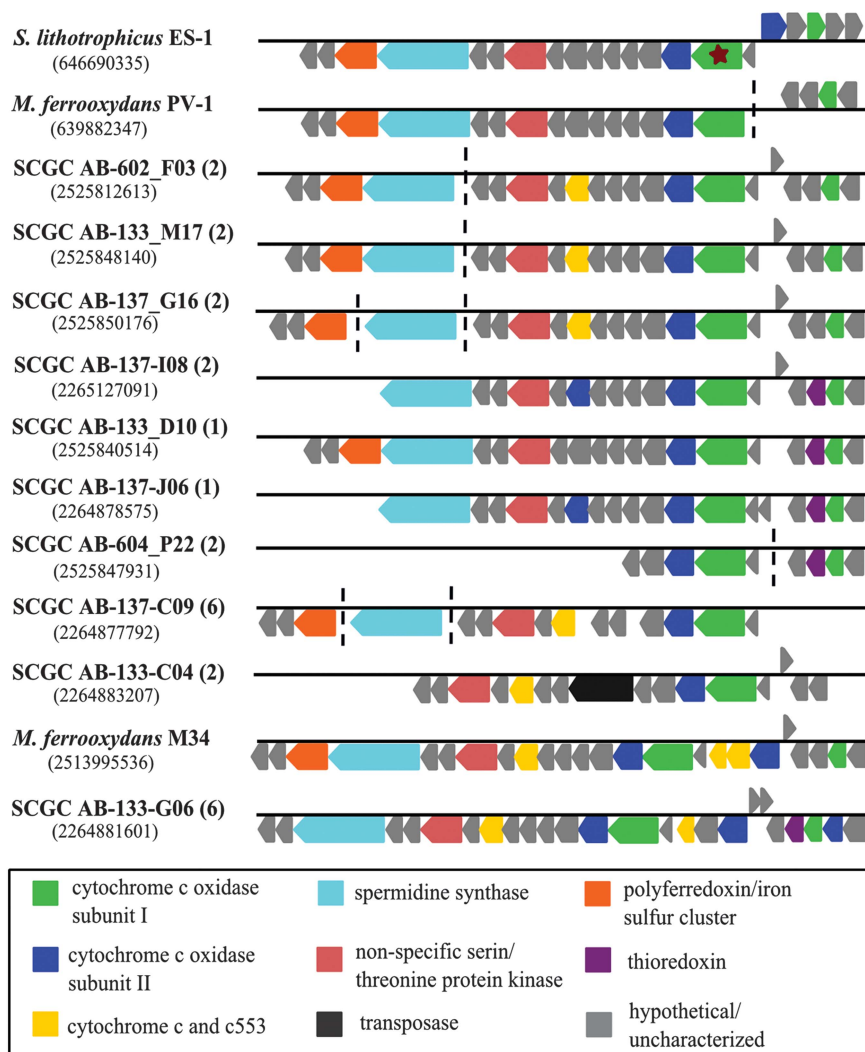 S. lithotrophicus ES-1
(646690335)
M. ferrooxydans PV-1
(639882347)
SCGC AB-602_F03 (2)
(2525812613)
SCGC AB-133_M17 (2)
(2525848140)
SCGC AB-137_G16 (2)
(2525850176)
SCGC AB-137-I08 (2)
(2265127091)
SCGC AB-133_D10 (1)
(2525840514)
SCGC AB-137-J06 (1)
(2264878575)
SCGC AB-604_P22 (2)
(2525847931)
SCGC AB-137-C09 (6)
(2264877792)
SCGC AB-133-C04 (2)
(2264883207)
M. ferrooxydans M34
(2513995536)
SCGC AB-133-G06 (6)
(2264881601)
cytochrome c oxidase
subunit I
spermidine synthase
polyferredoxin/iron
sulfur cluster
cytochrome c oxidase
subunit II
non-specific serin/
threonine protein kinase
thioredoxin
cytochrome c and c553
transposase
hypothetical/
uncharacterized